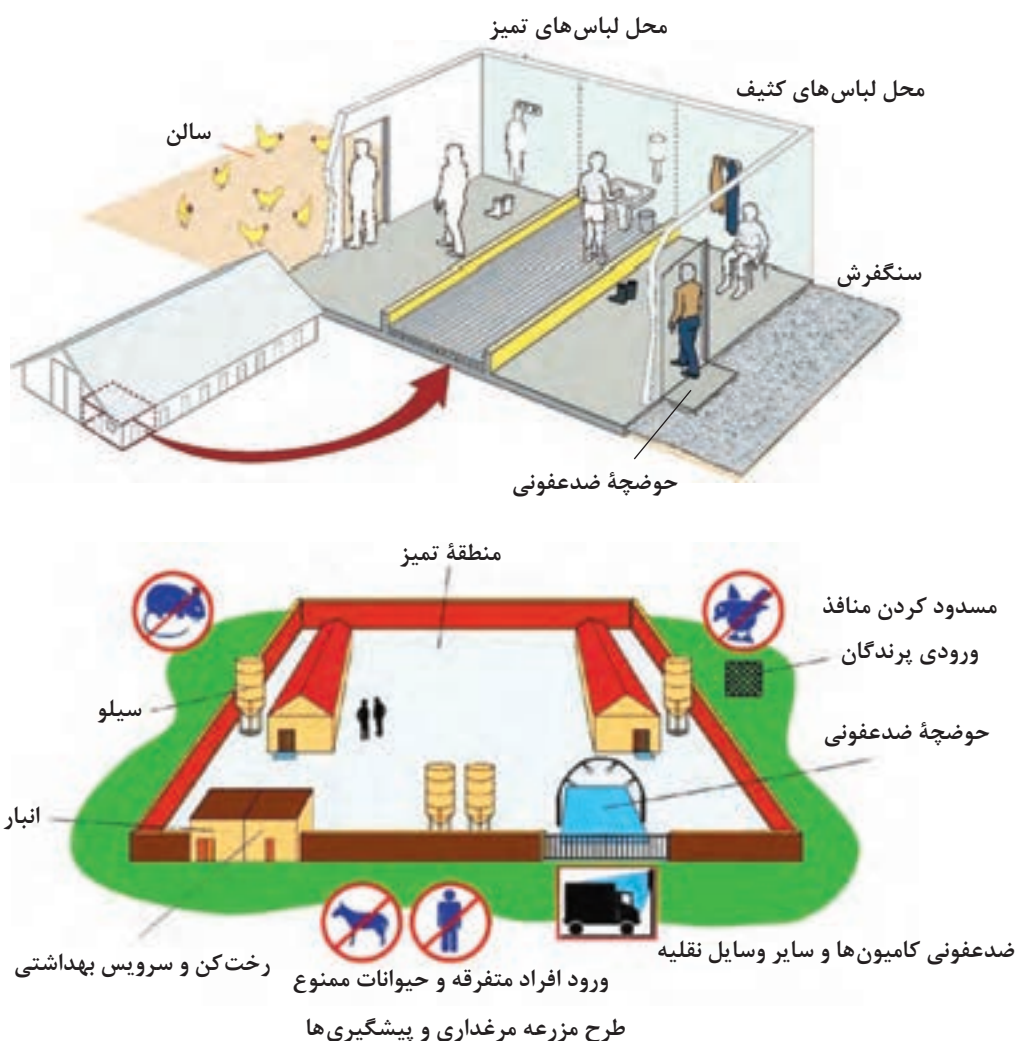 محل لباس‌های تمیز
محل لباس‌های کثیف
سالن
سنگفرش
حوضچهٔ ضدعفونی
منطقهٔ تمیز
مسدود کردن منافذ
ورودی پرندگان
سیلو
حوضچهٔ ضدعفونی
انبار
ضدعفونی کامیون‌ها و سایر وسایل نقلیه
رخت‌کن و سرویس بهداشتی
ورود افراد متفرقه و حیوانات ممنوع
طرح مزرعه مرغداری و پیشگیری‌ها